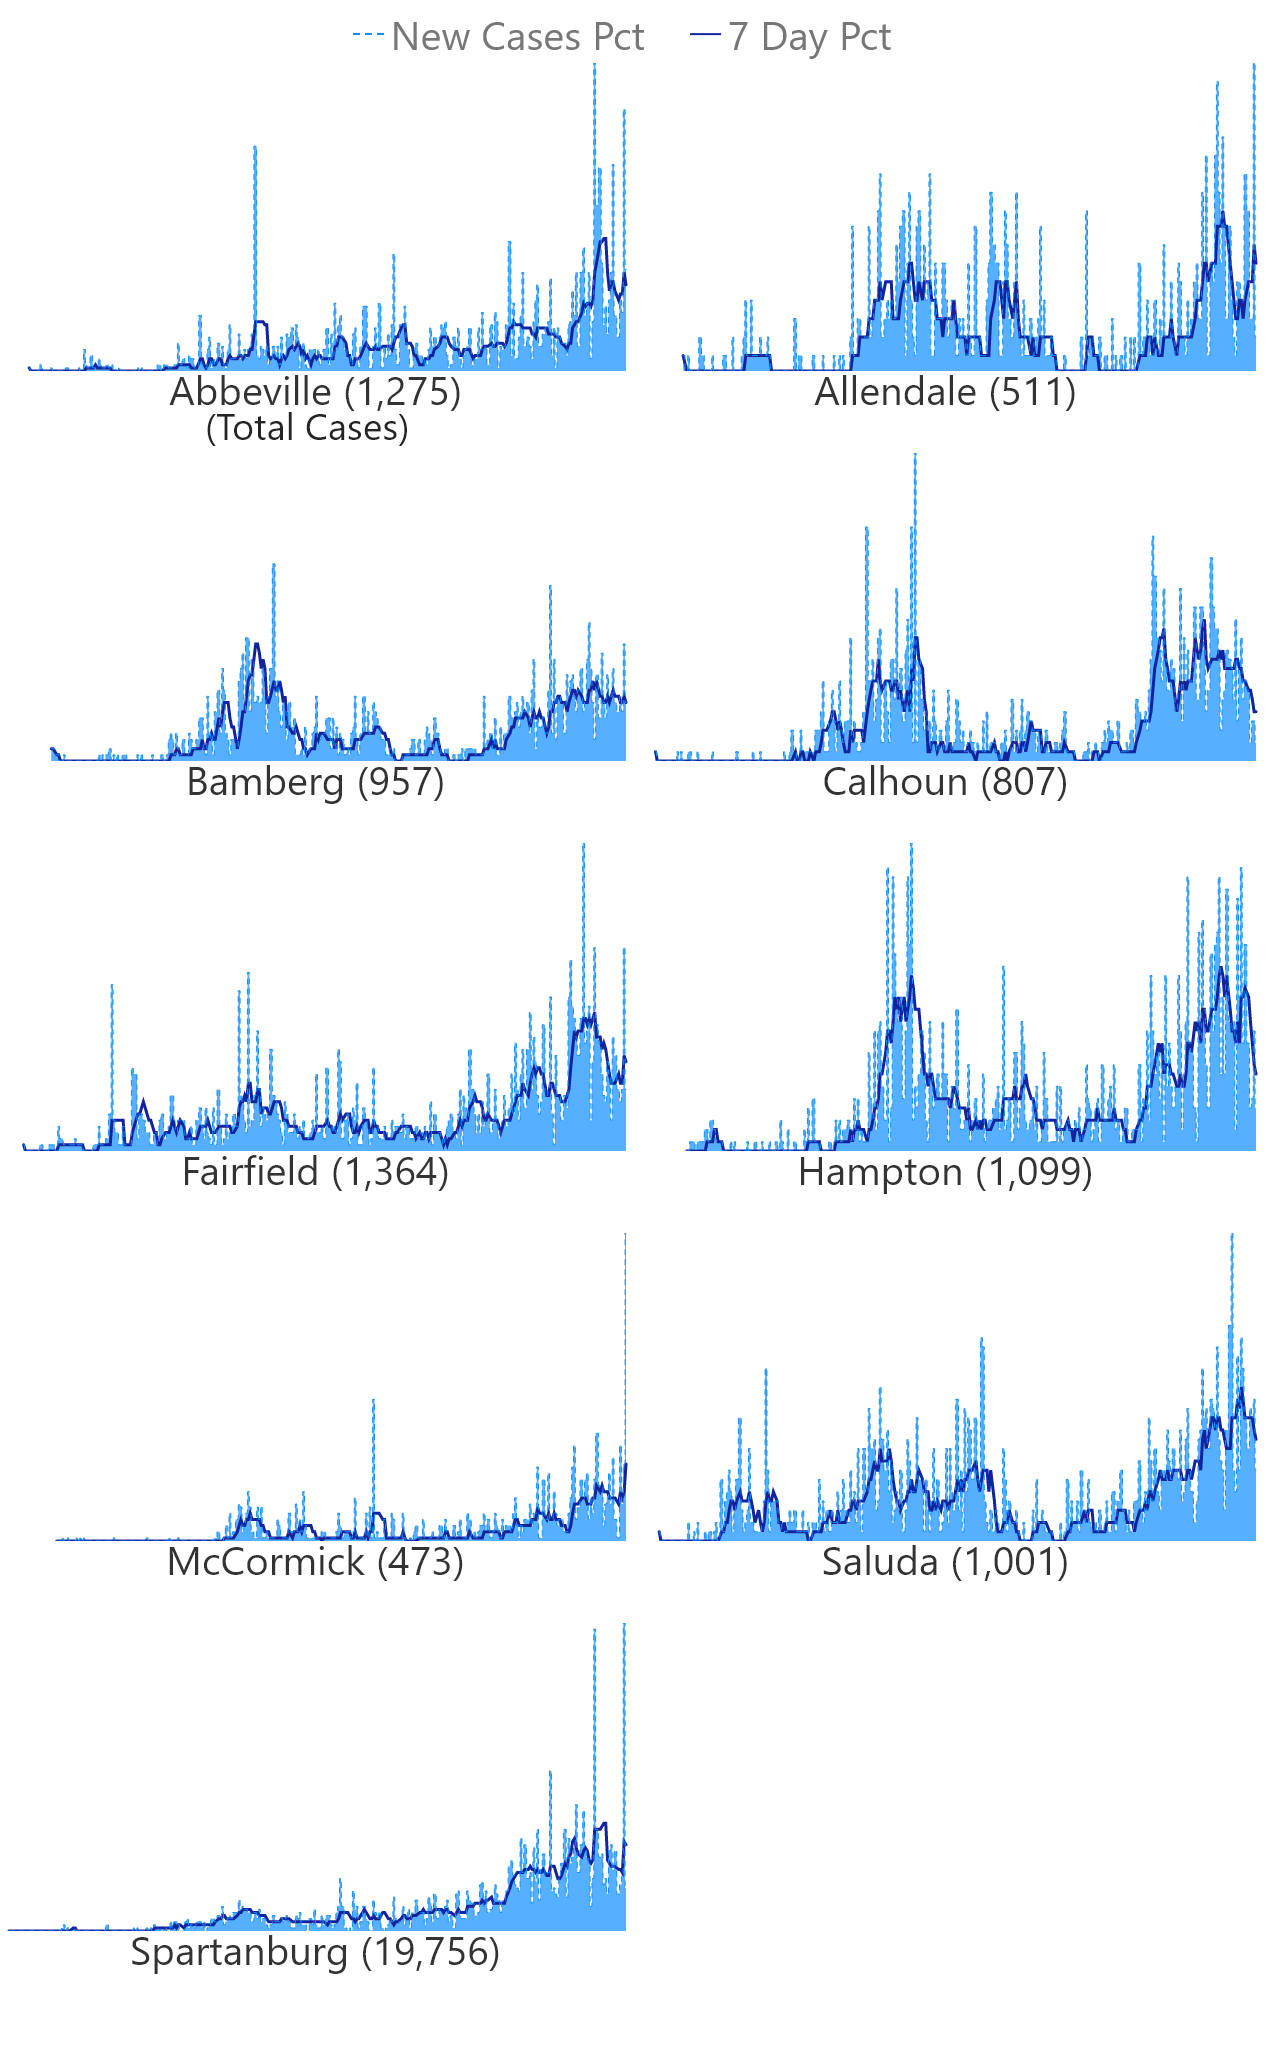 New Cases Pct 7 Day Pct
Abbeville (1,275) Allendale (511)
(Total Cases)
Bamberg (957) Calhoun (807)
Fairfield (1,364) Hampton (1,099)
McCormick (473) Saluda (1,001)
Spartanburg (19,756)